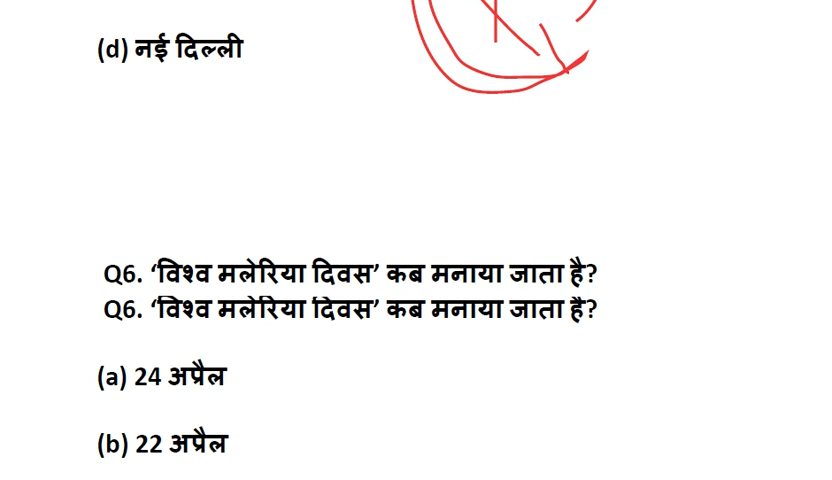 (d) नई दिल्ली
Q6. ‘विश्व मलेरिया दिवस’ कब मनाया जाता है?
Q6. ‘विश्व मलेरिया दिवस’ कब मनाया जाता है?
(a) 24 अप्रैल
(b) 22 अप्रैल